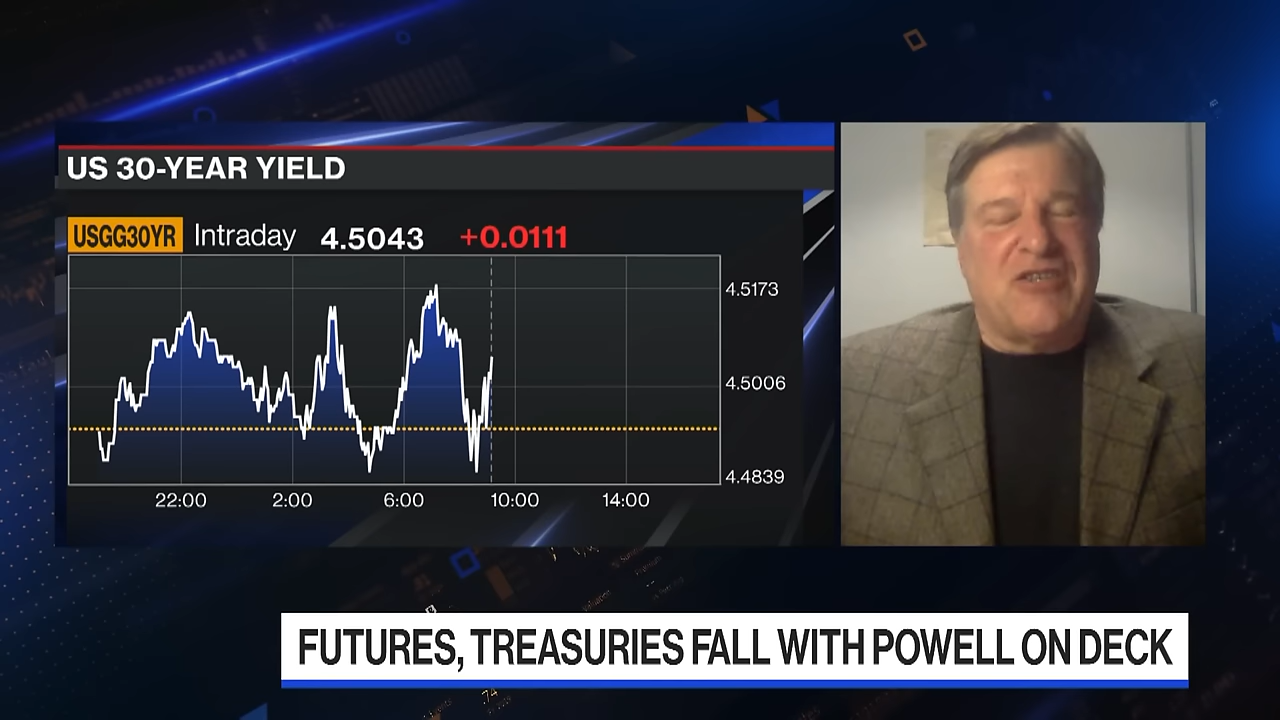 US 30-YEAR YIELD
USGG30YR Intraday 4.5043 +0.0111
4.5173
4.5006
4.4839
22:00 2:00 6:00 10:00 14:00
FUTURES, TREASURIES FALL WITH POWELL ON DECK
74